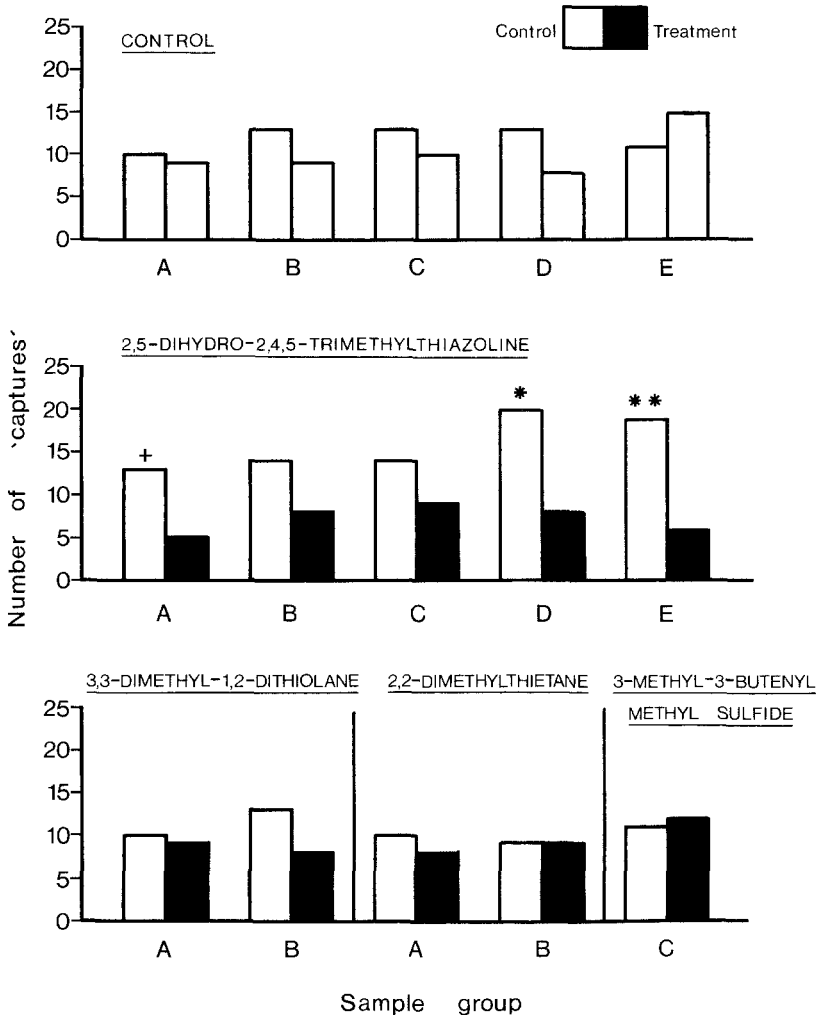 Control Treatment
CONTROL
25
20
15
10
5
0
A B C D E
Number of 'captures'
2,5-DIHYDRO-2,4,5-TRIMETHYLTHIAZOLINE
25
20
15
10
5
0
+ * **
A B C D E
3,3-DIMETHYL-1,2-DITHIOLANE 2,2-DIMETHYLTHIETANE 3-METHYL-3-BUTENYL
METHYL SULFIDE
25
20
15
10
5
0
A B A B C
Sample group